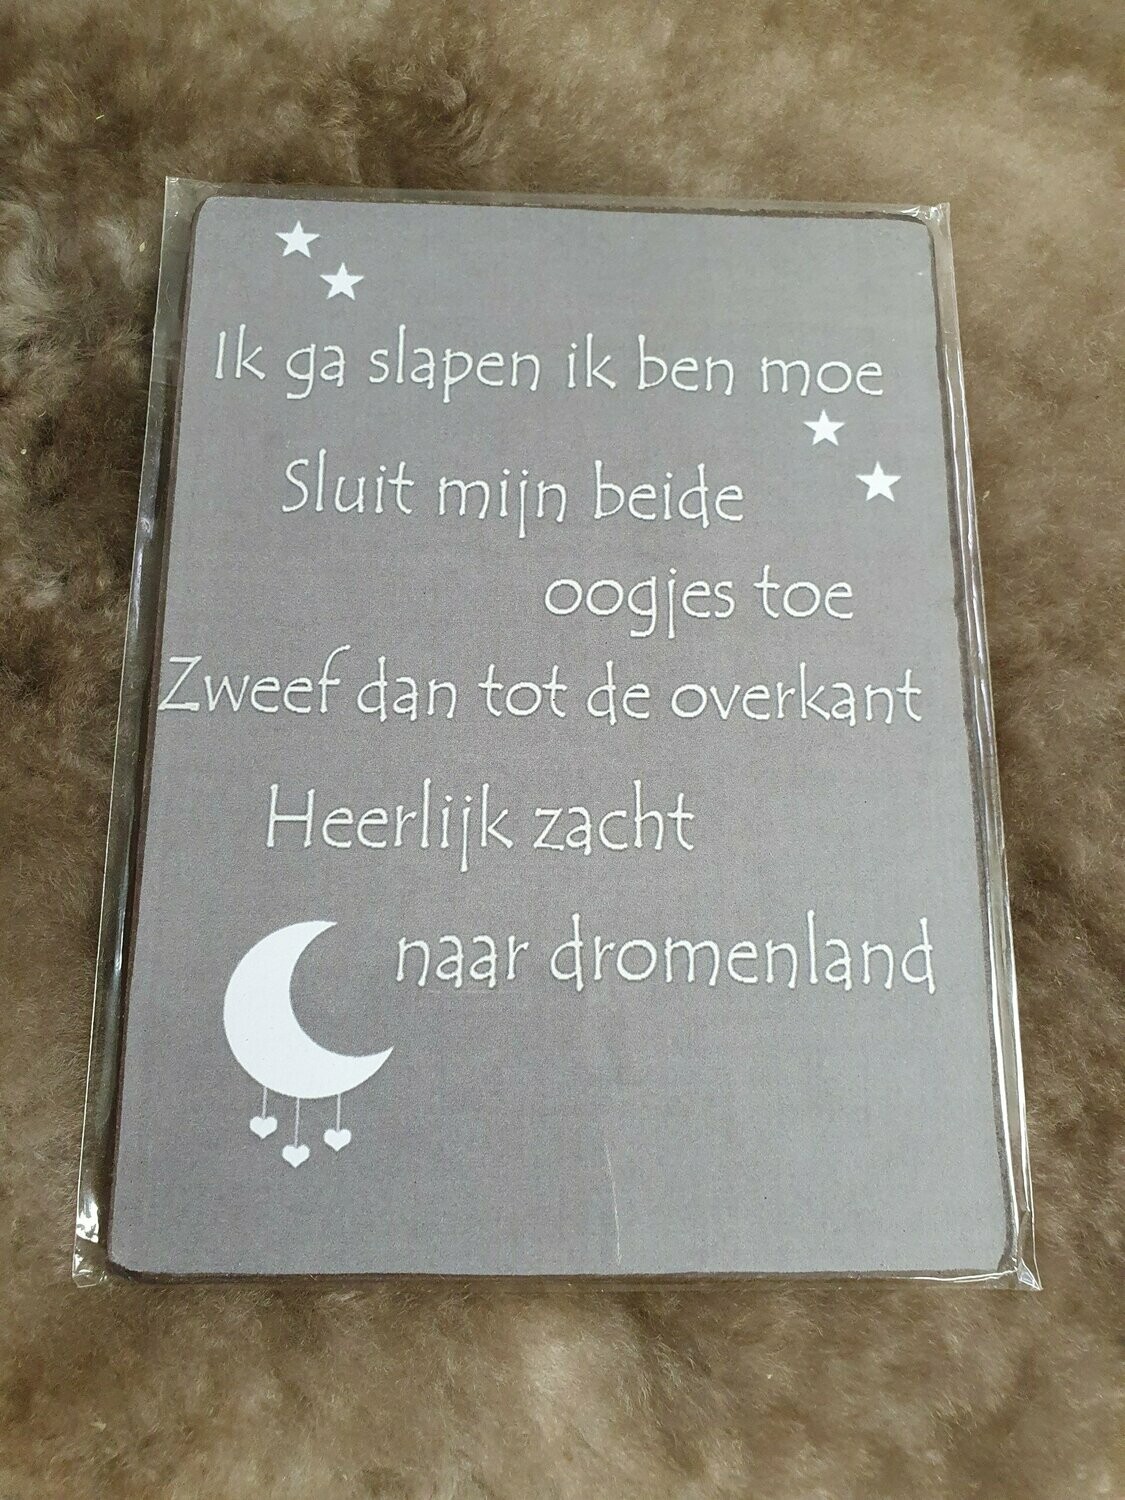 Ik ga slapen ik ben moe
Sluit mijn beide
oogjes toe
Zweef dan tot de overkant
Heerlijk zacht
naar dromenland